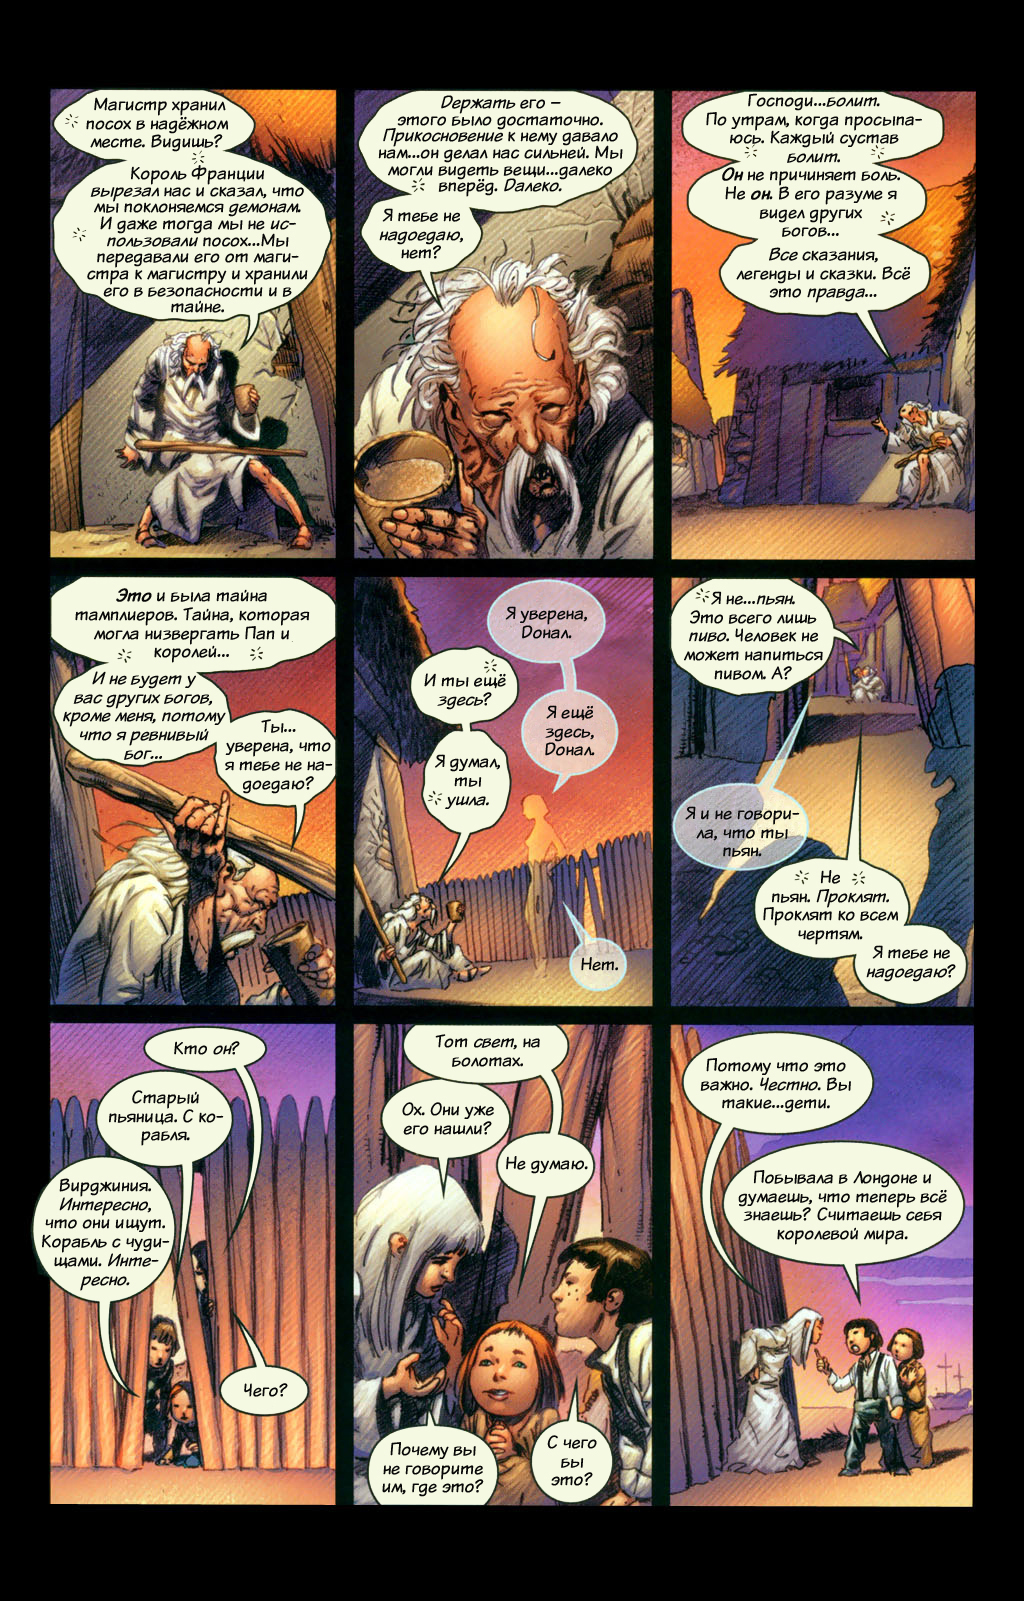 Магистр хранил
посох в надёжном
месте. Видишь?
Король Франции
вырезал нас и сказал, что
мы поклоняемся демонам.
И даже тогда мы не ис-
пользовали посох...Мы
передавали его от маги-
стра к магистру и хранили
его в безопасности и в
тайне.
Держать его –
этого было достаточно.
Прикосновение к нему давало
нам...он делал нас сильней. Мы
могли видеть вещи...далеко
вперёд. Далеко.
Я тебе не
надоедаю,
нет?
Господи...болит.
По утрам, когда просыпа-
юсь. Каждый сустав
болит.
Он не причиняет боль.
Не он. В его разуме я
видел других
богов...
Все сказания,
легенды и сказки. Всё
это правда...
Это и была тайна
тамплиеров. Тайна, которая
могла низвергать Пап и
королей...
И не будет у
вас других богов,
кроме меня, потому
что я ревнивый
бог...
Ты...
уверена, что
я тебе не на-
доедаю?
Я уверена,
Донал.
И ты ещё
здесь?
Я ещё
здесь,
Донал.
Я думал,
ты
ушла.
Нет.
Я не...пьян.
Это всего лишь
пиво. Человек не
может напиться
пивом. А?
Я и не говори-
ла, что ты
пьян.
Не
пьян. Проклят.
Проклят ко всем
чертям.
Я тебе не
надоедаю?
Кто он?
Старый
пьяница. С ко-
рабля.
Вирджиния.
Интересно,
что они ищут.
Корабль с чуди-
щами. Инте-
ресно.
Чего?
Тот свет, на
болотах.
Ох. Они уже
его нашли?
Не думаю.
Почему вы
не говорите
им, где это?
С чего
бы
это?
Потому что это
важно. Честно. Вы
такие...дети.
Побывала в Лондоне и
думаешь, что теперь всё
знаешь? Считаешь себя
королевой мира.